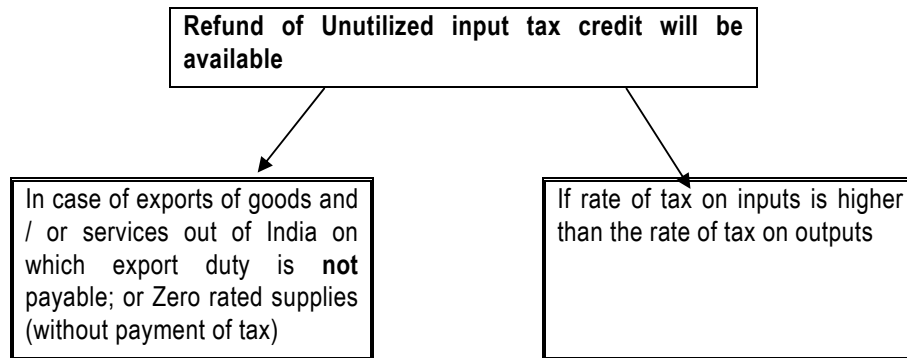 Refund of Unutilized input tax credit will be
available
In case of exports of goods and
/ or services out of India on
which export duty is not
payable; or Zero rated supplies
(without payment of tax)
If rate of tax on inputs is higher
than the rate of tax on outputs